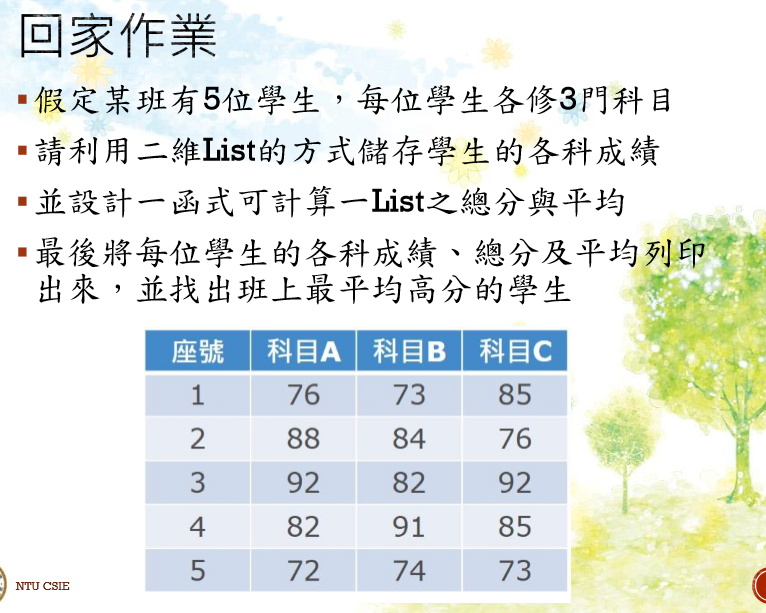 回家作業
▪假定某班有5位學生，每位學生各修3門科目
▪請利用二維List的方式儲存學生的各科成績
▪並設計一函式可計算一List之總分與平均
▪最後將每位學生的各科成績、總分及平均列印
出來，並找出班上最平均高分的學生
座號 科目A 科目B 科目C
1 76 73 85
2 88 84 76
3 92 82 92
4 82 91 85
5 72 74 73
NTU CSIE